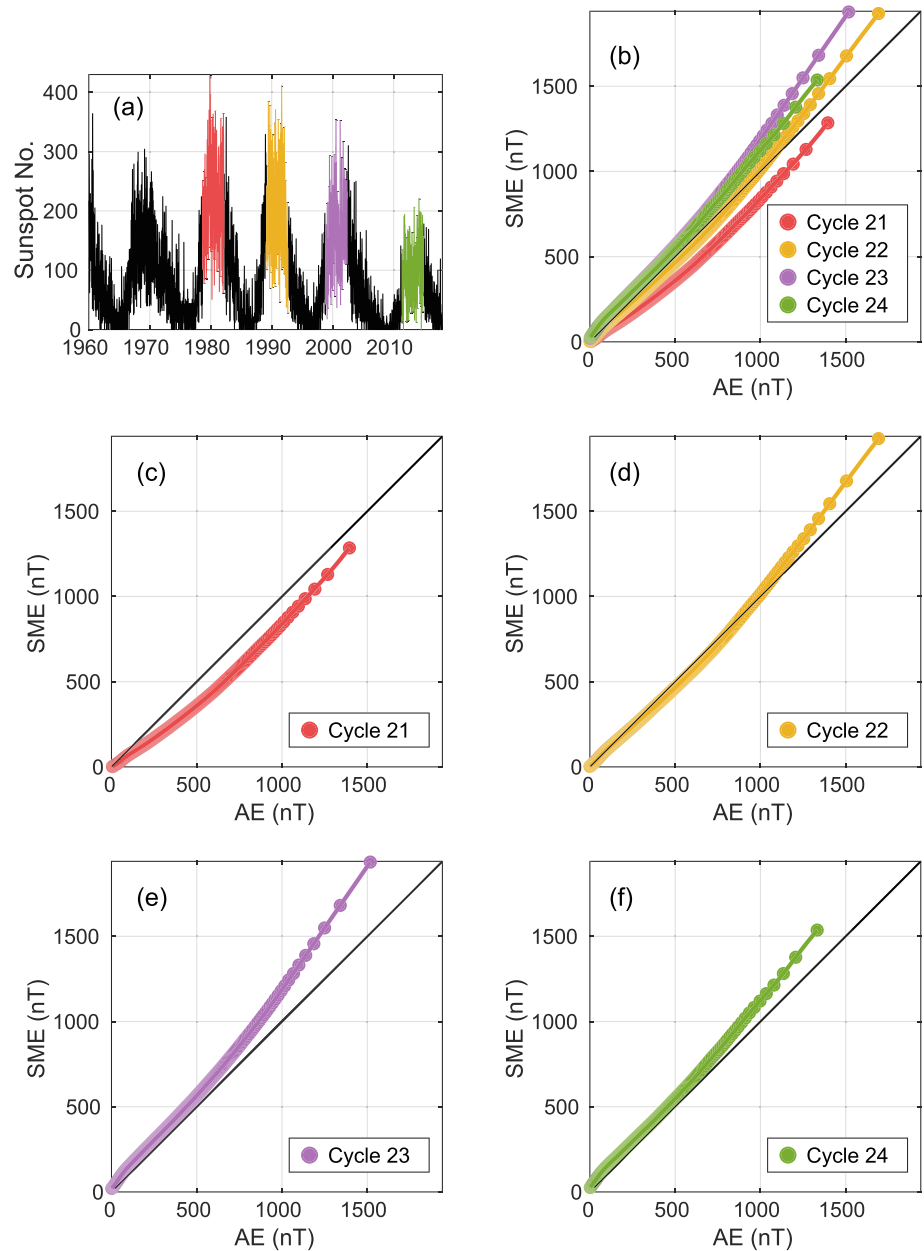 (a)
Sunspot No.
400
300
200
100
0
1960 1970 1980 1990 2000 2010
(b)
SME (nT)
1500
1000
500
0
Cycle 21
Cycle 22
Cycle 23
Cycle 24
0 500 1000 1500
AE (nT)
(c)
SME (nT)
1500
1000
500
0
Cycle 21
0 500 1000 1500
AE (nT)
(d)
SME (nT)
1500
1000
500
0
Cycle 22
0 500 1000 1500
AE (nT)
(e)
SME (nT)
1500
1000
500
0
Cycle 23
0 500 1000 1500
AE (nT)
(f)
SME (nT)
1500
1000
500
0
Cycle 24
0 500 1000 1500
AE (nT)